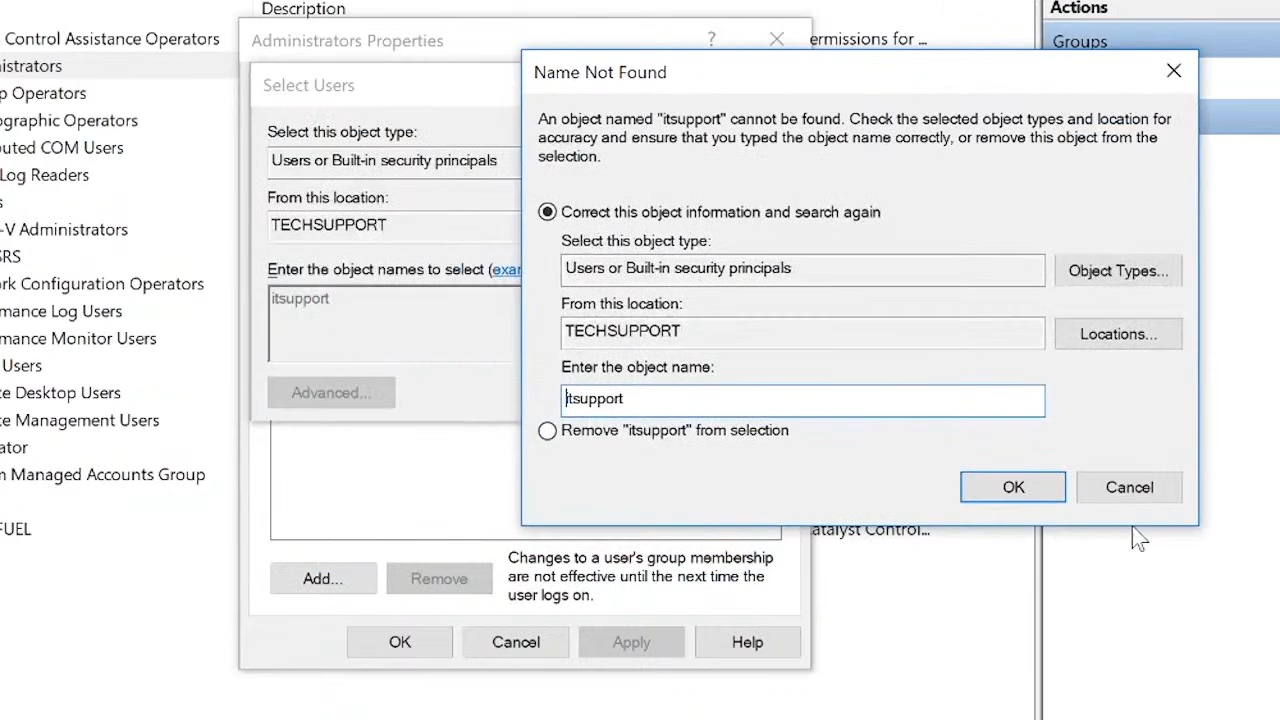 Description
Control Assistance Operators
istrators
p Operators
ographic Operators
outed COM Users
Log Readers
s
-V Administrators
SRS
rk Configuration Operators
mance Log Users
rmance Monitor Users
Users
te Desktop Users
te Management Users
ator
m Managed Accounts Group
FUEL
Administrators Properties
?
ermissions for ...
Select Users
Select this object type:
Users or Built-in security principals
From this location:
TECHSUPPORT
Enter the object names to select (exar
itsupport
Advanced...
Add...
Remove
Changes to a user's group membership
are not effective until the next time the
user logs on.
OK
Cancel
Apply
Help
Name Not Found
An object named "itsupport" cannot be found. Check the selected object types and location for
accuracy and ensure that you typed the object name correctly, or remove this object from the
selection.
Correct this object information and search again
Select this object type:
Users or Built-in security principals
Object Types...
From this location:
TECHSUPPORT
Locations...
Enter the object name:
itsupport
Remove "itsupport" from selection
OK
Cancel
atalyst Control...
Actions
Groups